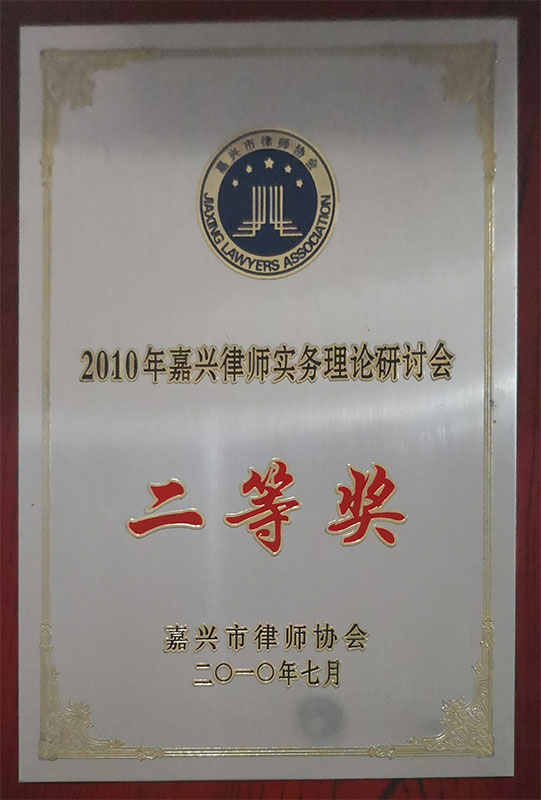 嘉兴市律师协会
JIAXING LAWYERS ASSOCIATION
2010年嘉兴律师实务理论研讨会
二等奖
嘉兴市律师协会
二〇一〇年七月